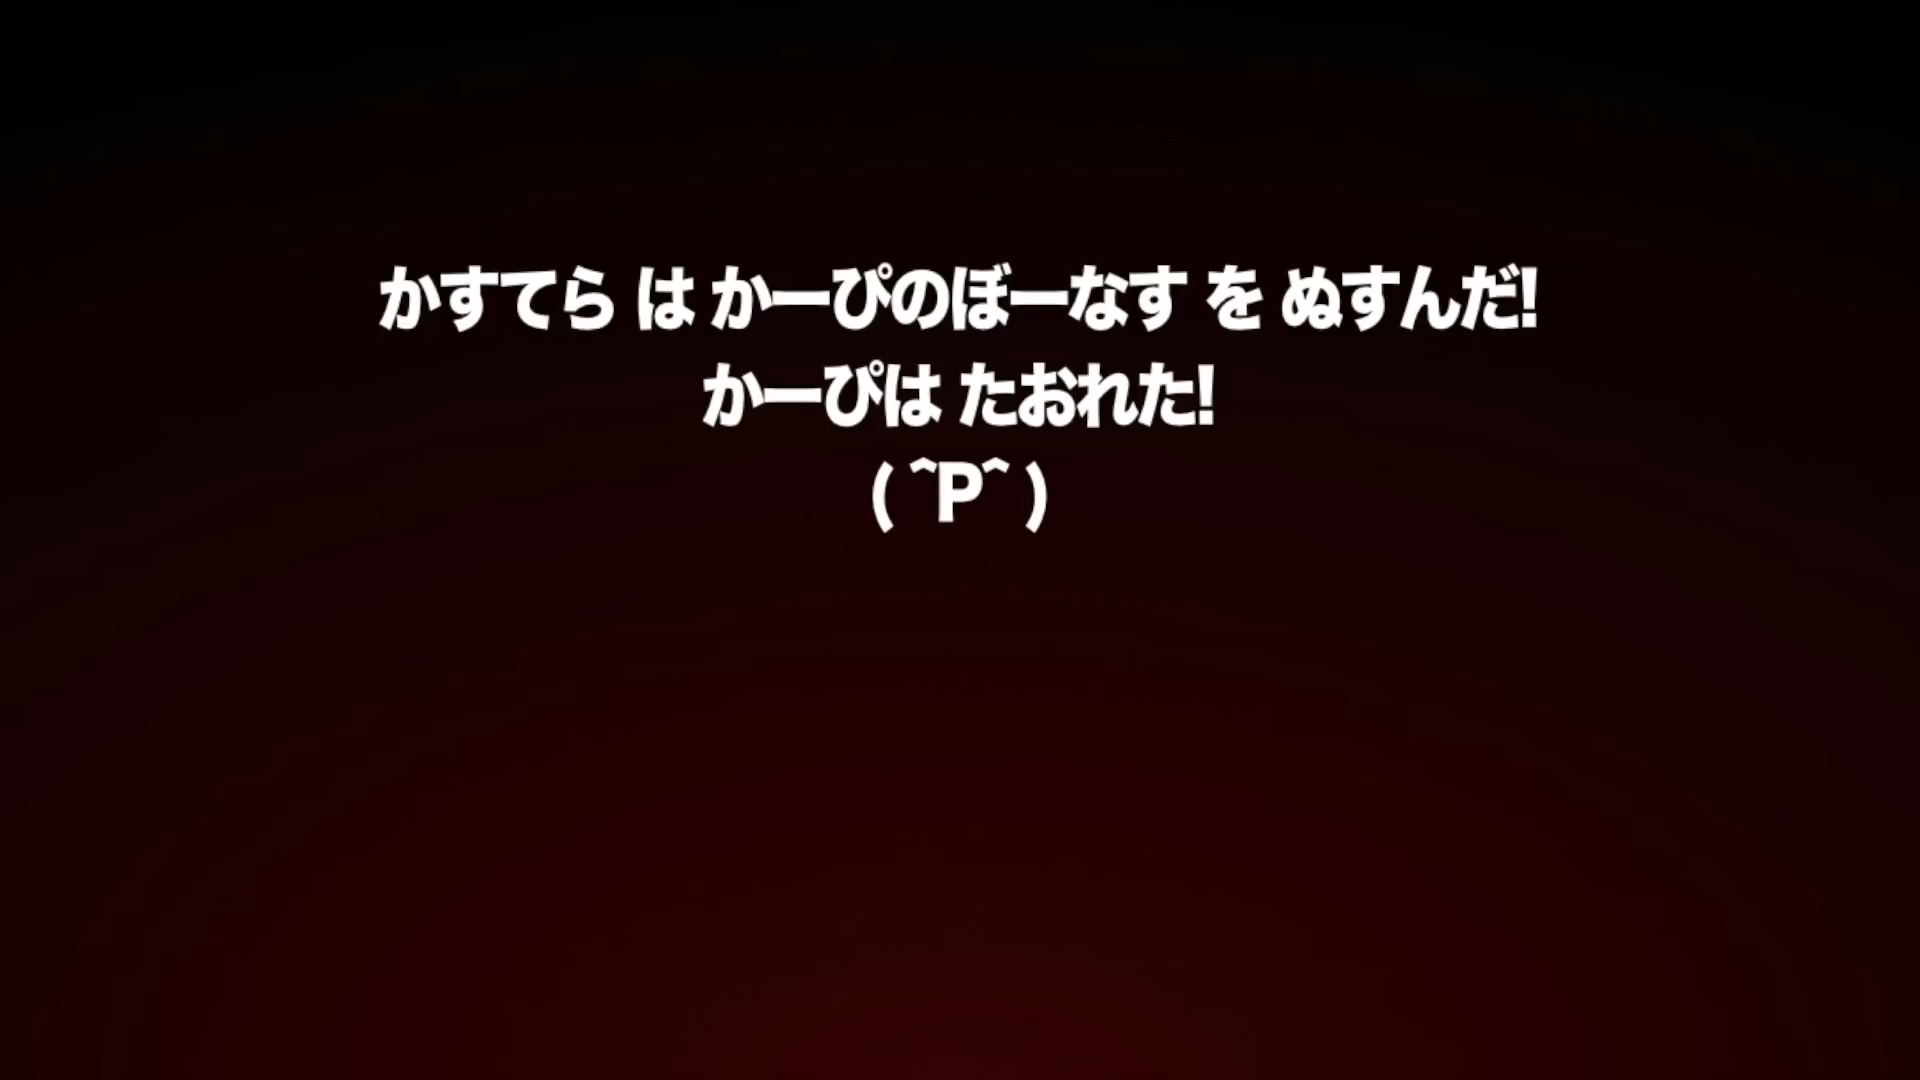 かすてら は かーぴのぼーなす を ぬすんだ!
かーぴは たおれた!
( ^P^ )